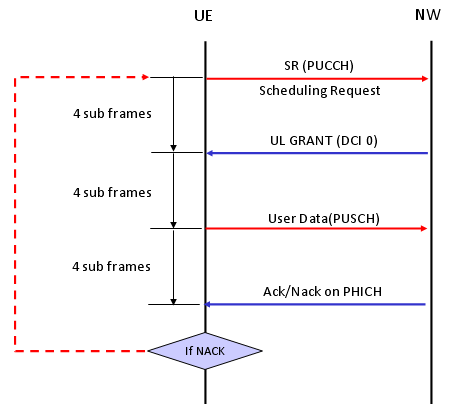 UE
NW
SR (PUCCH)
Scheduling Request
4 sub frames
UL GRANT (DCI 0)
4 sub frames
User Data(PUSCH)
4 sub frames
Ack/Nack on PHICH
If NACK